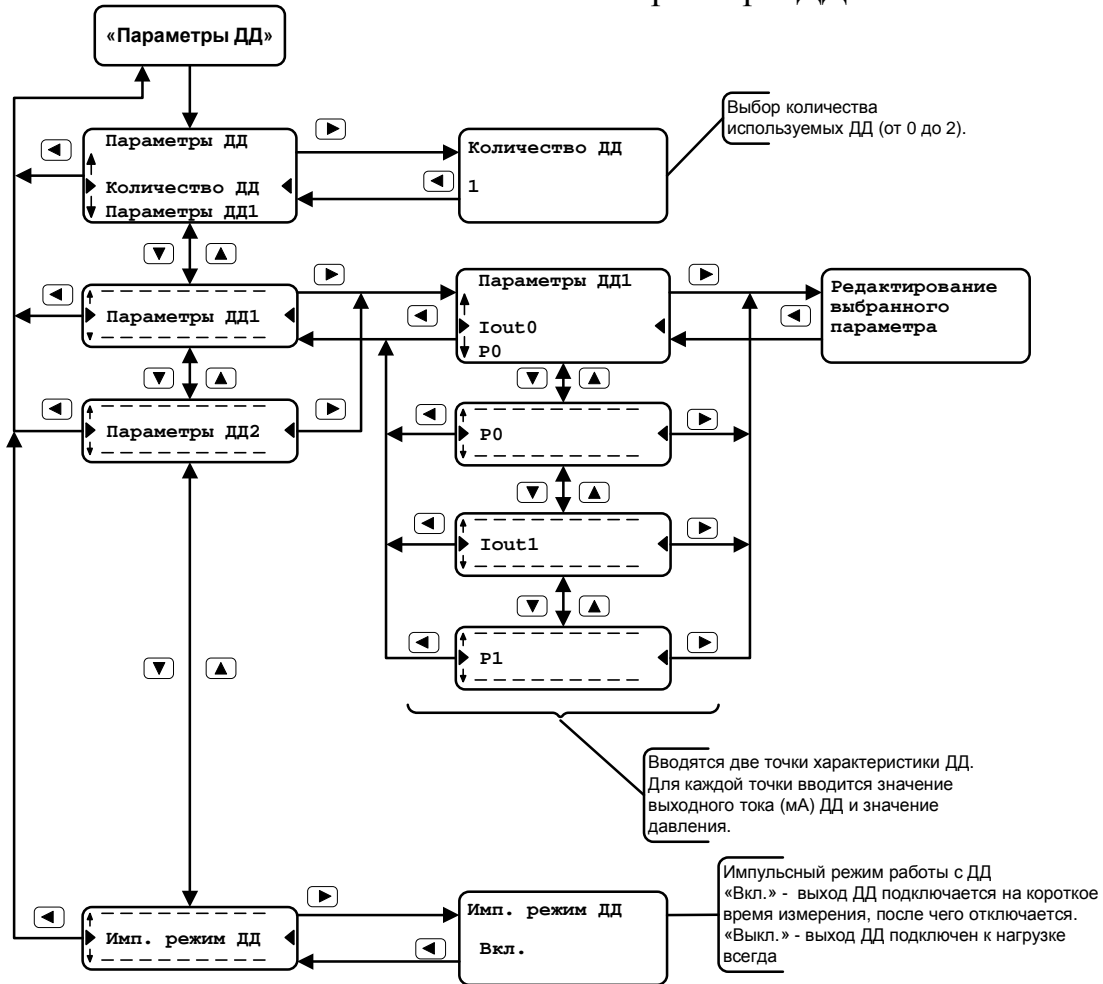 «Параметры ДД»
Параметры ДД
Количество ДД
Параметры ДД1
Количество ДД
1
Выбор количества
используемых ДД (от 0 до 2).
Параметры ДД1
Параметры ДД1
Iout0
P0
Редактирование
выбранного
параметра
Параметры ДД2
P0
Iout1
P1
Вводятся две точки характеристики ДД.
Для каждой точки вводится значение
выходного тока (мА) ДД и значение
давления.
Имп. режим ДД
Имп. режим ДД
Вкл.
Импульсный режим работы с ДД
«Вкл.» - выход ДД подключается на короткое
время измерения, после чего отключается.
«Выкл.» - выход ДД подключен к нагрузке
всегда